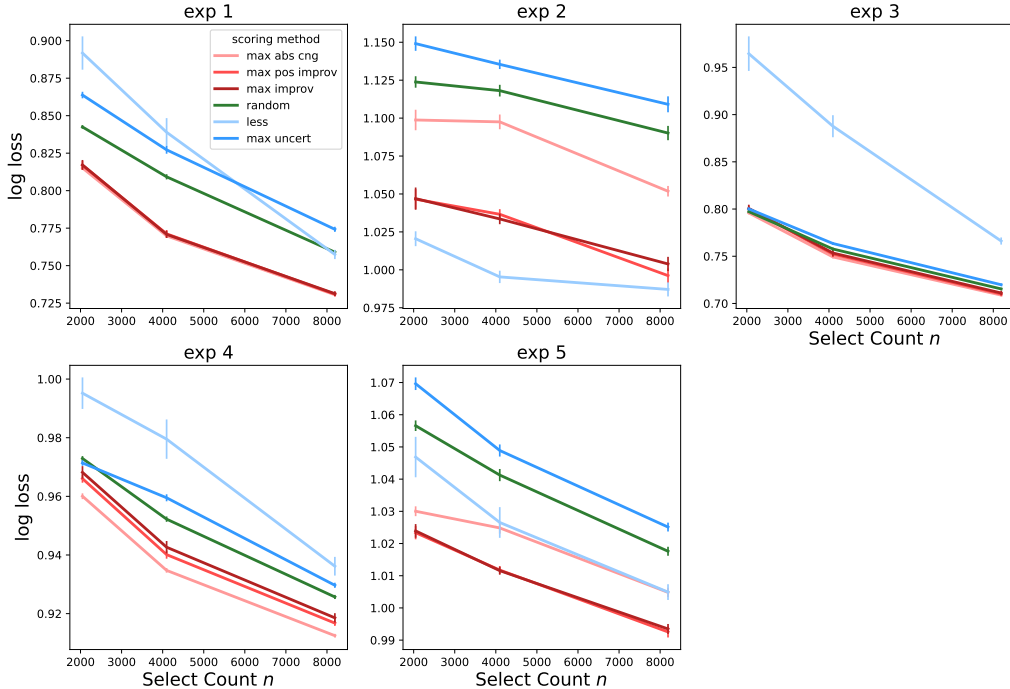 exp 1
log loss
0.900
0.875
0.850
0.825
0.800
0.775
0.750
0.725
2000 3000 4000 5000 6000 7000 8000
scoring method
max abs cng
max pos improv
max improv
random
less
max uncert
exp 2
1.150
1.125
1.100
1.075
1.050
1.025
1.000
0.975
2000 3000 4000 5000 6000 7000 8000
exp 3
0.95
0.90
0.85
0.80
0.75
0.70
2000 3000 4000 5000 6000 7000 8000
Select Count n
exp 4
log loss
1.00
0.98
0.96
0.94
0.92
2000 3000 4000 5000 6000 7000 8000
Select Count n
exp 5
1.07
1.06
1.05
1.04
1.03
1.02
1.01
1.00
0.99
2000 3000 4000 5000 6000 7000 8000
Select Count n